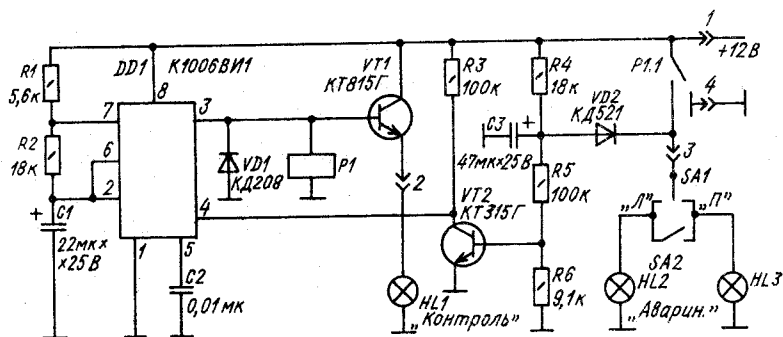 1
+12В
R1
5,6к
DD1
К1006ВИ1
8
VT1
КТ815Г
R3
100к
R4
18к
P1.1
4
VD2
КД521
C3
+
47мк×25В
7
3
R2
18к
6
2
VD1
КД208
P1
2
R5
100к
3
SA1
VT2
КТ315Г
4
+
C1
22мк×
×25В
1
5
C2
0,01мк
HL1
„Контроль"
R6
9,1к
„Л"
„П"
SA2
HL2
HL3
„Аварин."